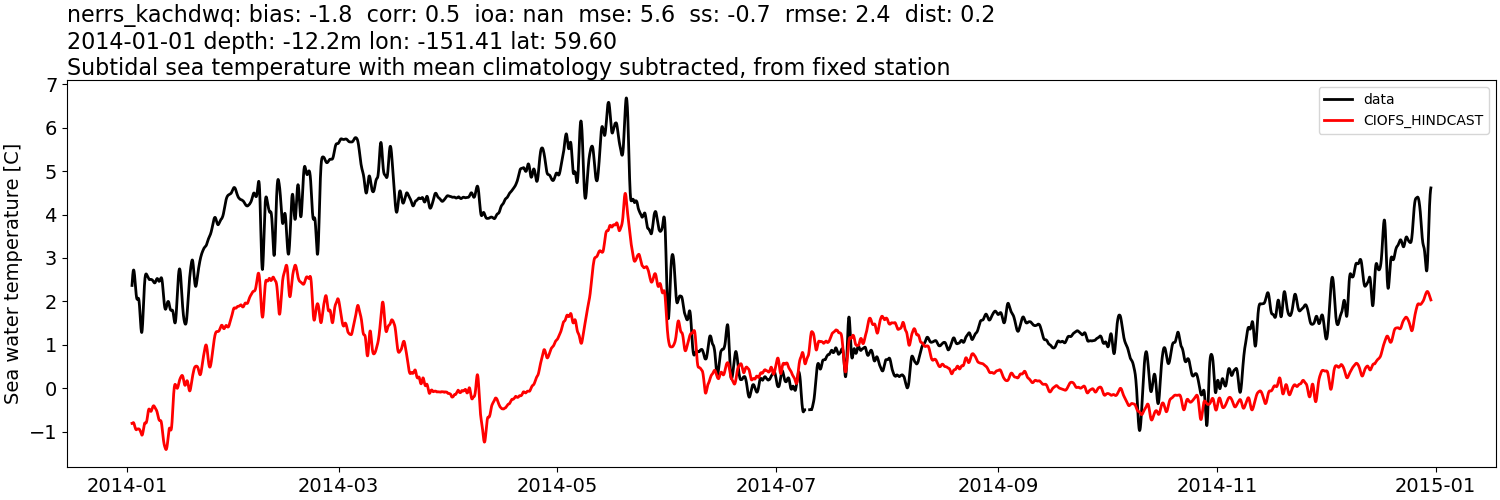 nerrs_kachdwq: bias: -1.8  corr: 0.5  ioa: nan  mse: 5.6  ss: -0.7  rmse: 2.4  dist: 0.2
2014-01-01 depth: -12.2m lon: -151.41 lat: 59.60
Subtidal sea temperature with mean climatology subtracted, from fixed station
7
6
5
4
3
2
1
0
−1
Sea water temperature [C]
data
CIOFS_HINDCAST
2014-01
2014-03
2014-05
2014-07
2014-09
2014-11
2015-01